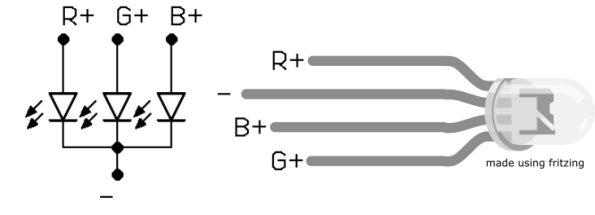 R+ G+ B+
−
R+
−
B+
G+
made using fritzing